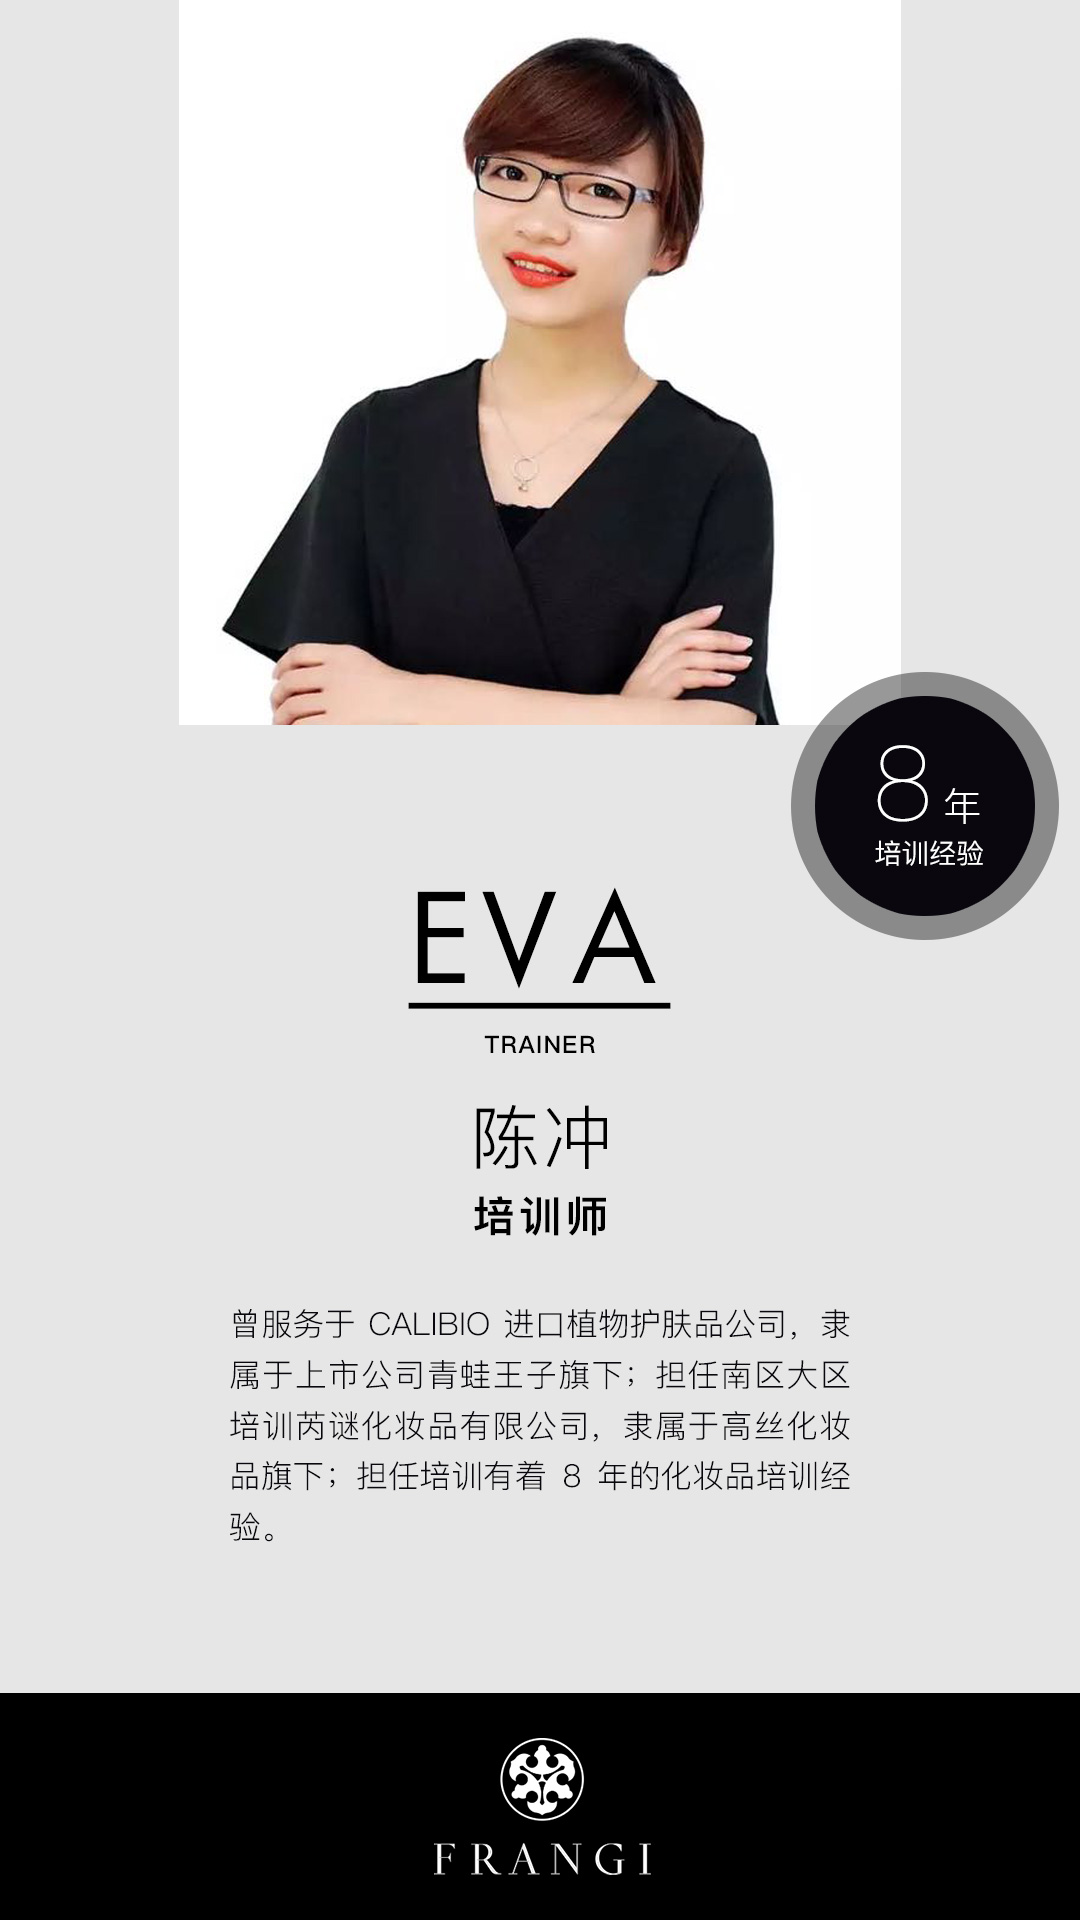 8 年
培训经验
EVA
TRAINER
陈冲
培训师
曾服务于 CALIBIO 进口植物护肤品公司，隶
属于上市公司青蛙王子旗下；担任南区大区
培训芮谜化妆品有限公司，隶属于高丝化妆
品旗下；担任培训有着 8 年的化妆品培训经
验。
FRANGI